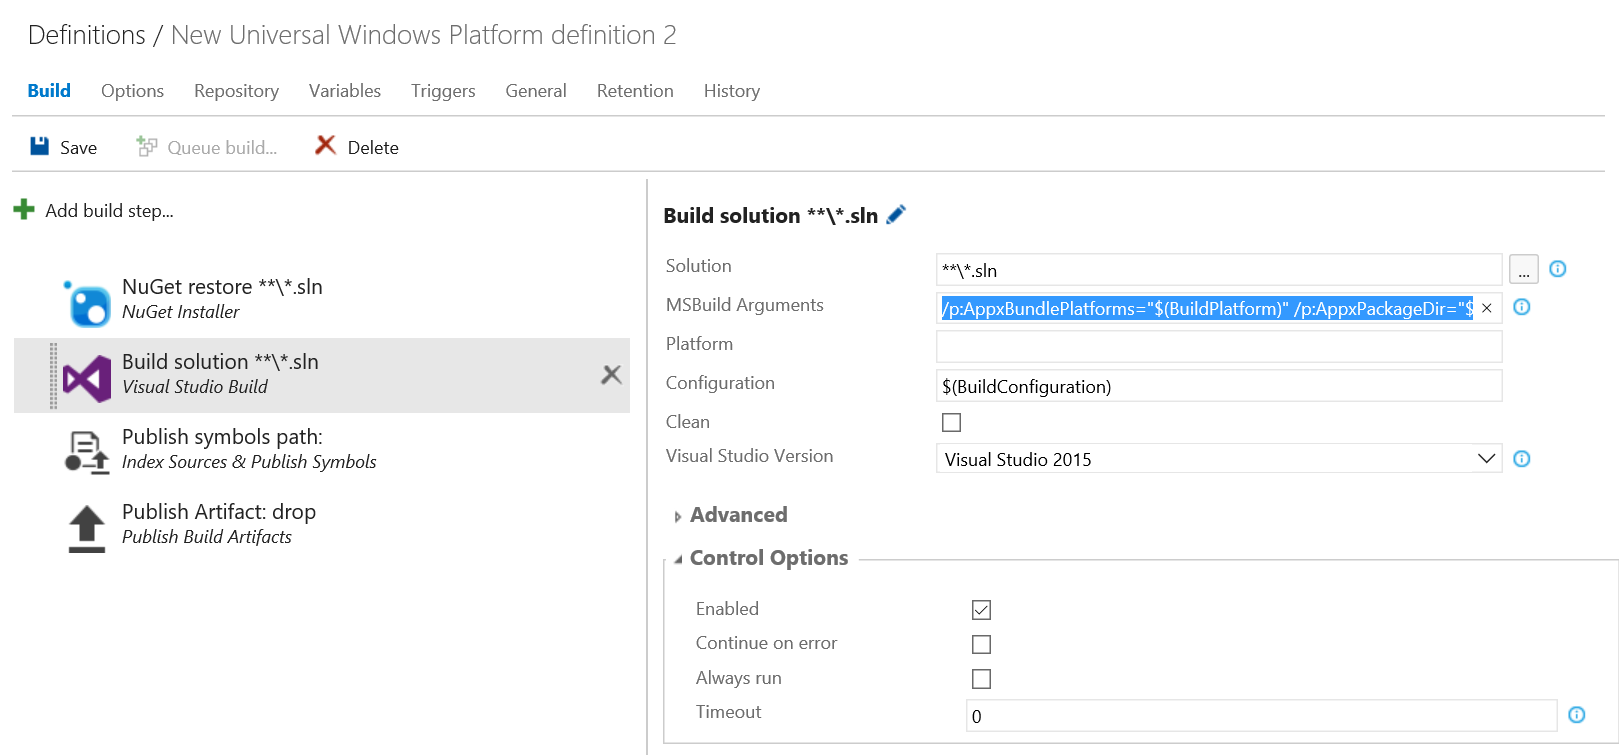 Definitions / New Universal Windows Platform definition 2
Build Options Repository Variables Triggers General Retention History
Save Queue build... Delete
Add build step...
NuGet restore **\*.sln
NuGet Installer
Build solution **\*.sln
Visual Studio Build
Publish symbols path:
Index Sources & Publish Symbols
Publish Artifact: drop
Publish Build Artifacts
Build solution **\*.sln
Solution **\*.sln ...
MSBuild Arguments /p:AppxBundlePlatforms="$(BuildPlatform)" /p:AppxPackageDir="$
Platform
Configuration $(BuildConfiguration)
Clean
Visual Studio Version Visual Studio 2015
Advanced
Control Options
Enabled
Continue on error
Always run
Timeout 0